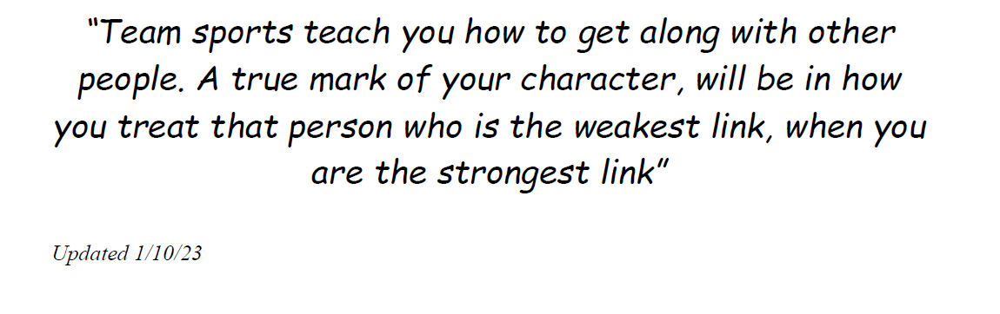 “Team sports teach you how to get along with other
people. A true mark of your character, will be in how
you treat that person who is the weakest link, when you
are the strongest link”
Updated 1/10/23